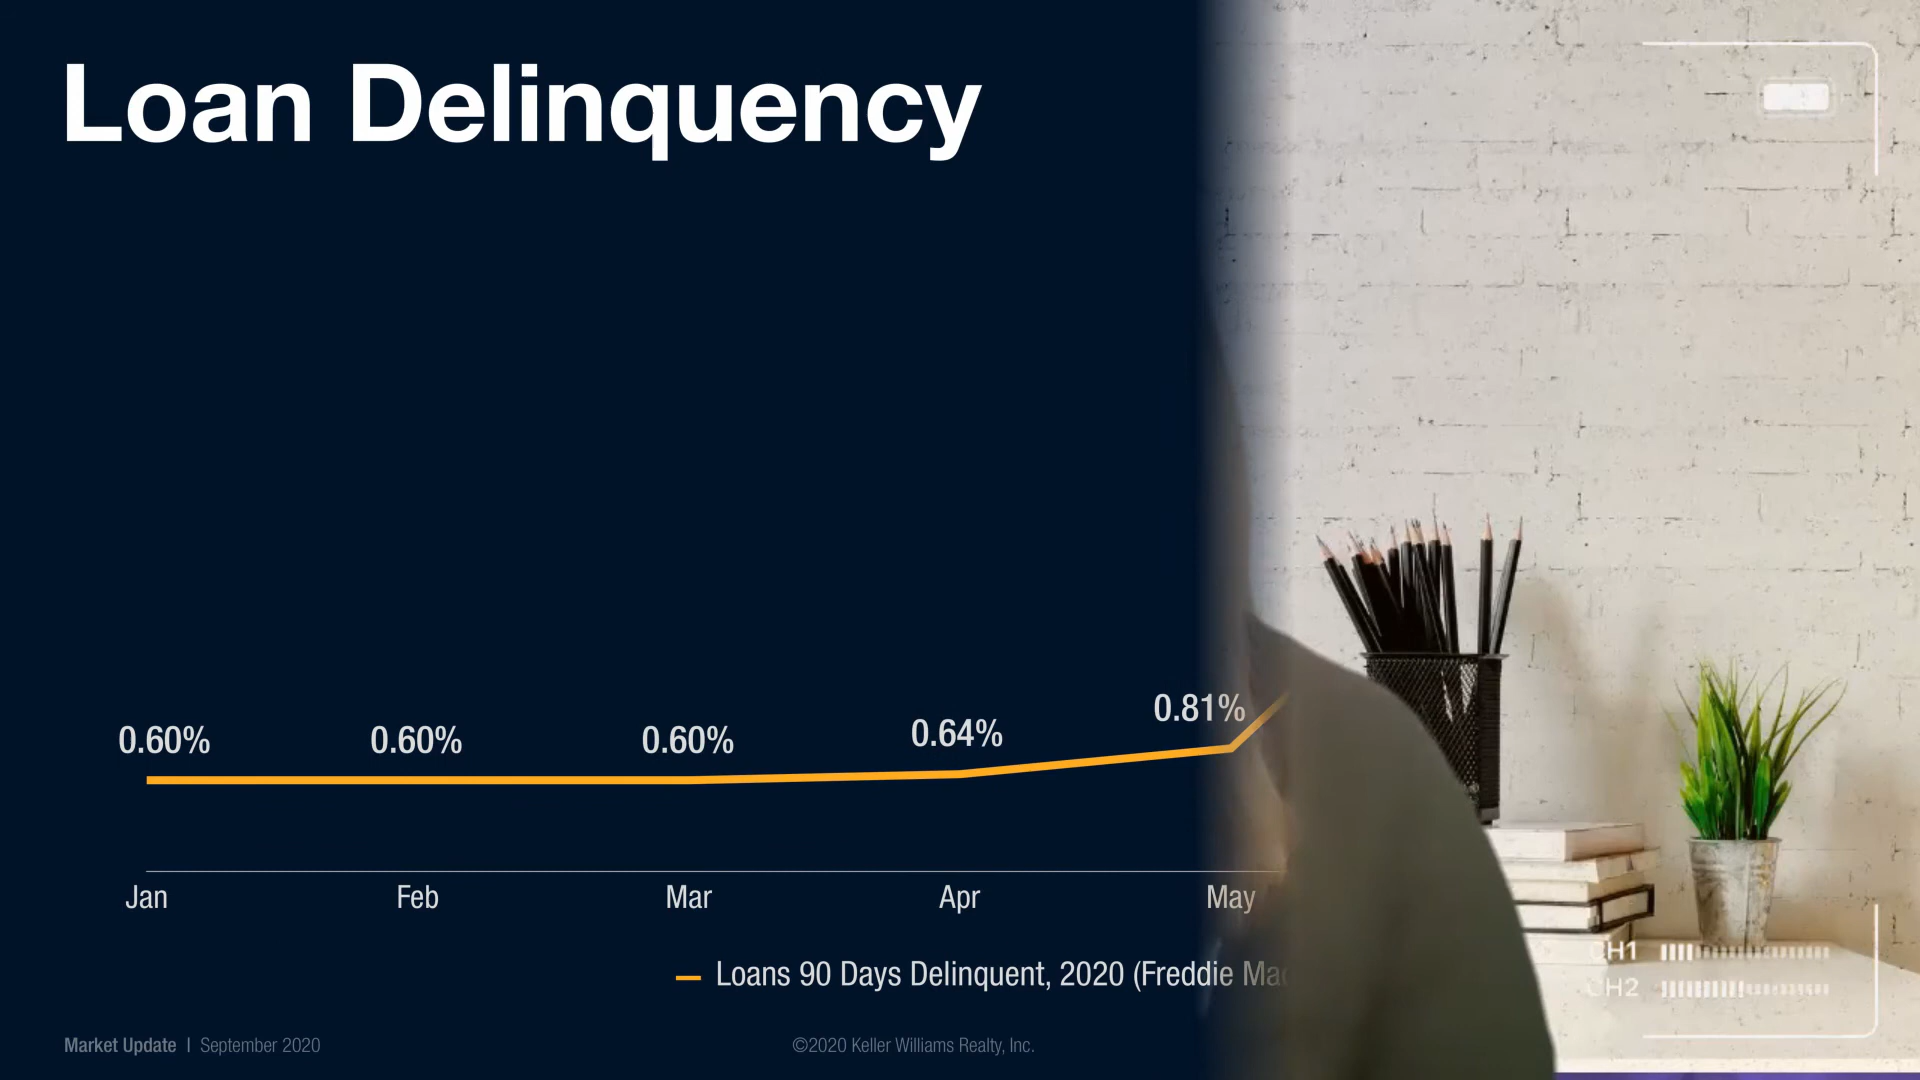 Loan Delinquency
0.60% 0.60% 0.60% 0.64% 0.81%
Jan Feb Mar Apr May
Loans 90 Days Delinquent, 2020 (Freddie Mac
Market Update | September 2020 ©2020 Keller Williams Realty, Inc.
CH1
CH2